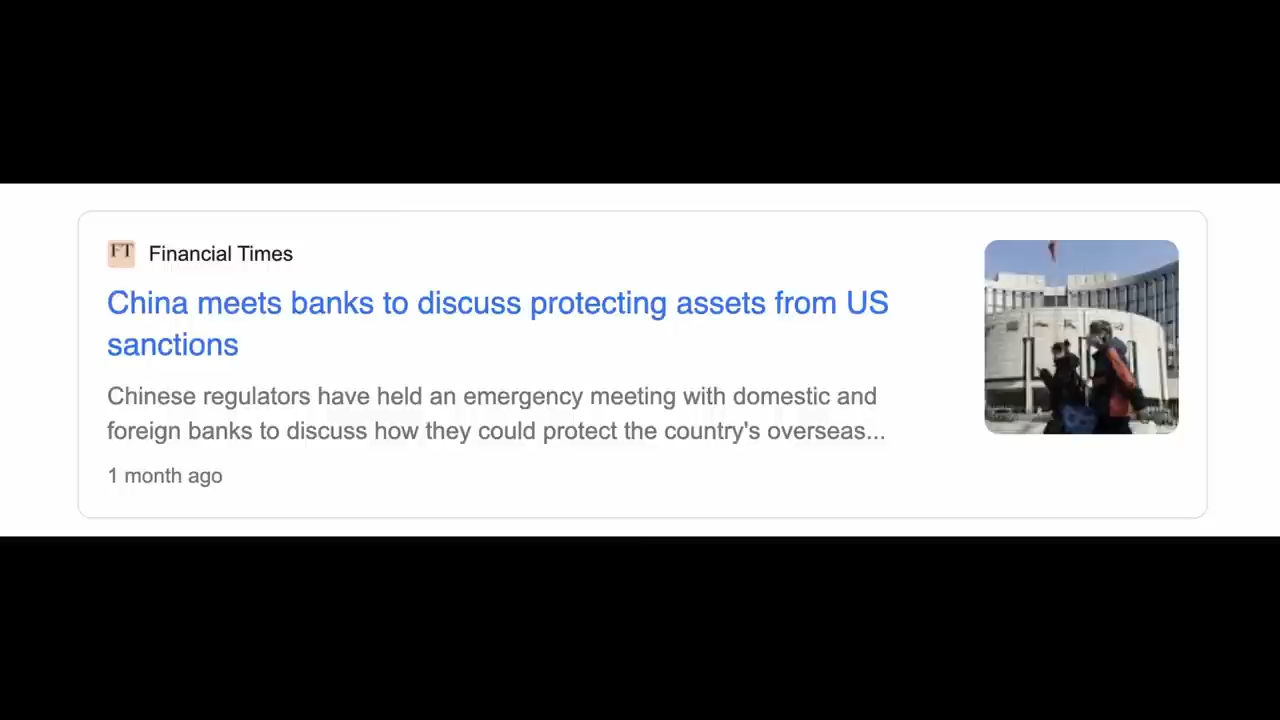 FT
Financial Times
China meets banks to discuss protecting assets from US
sanctions
Chinese regulators have held an emergency meeting with domestic and
foreign banks to discuss how they could protect the country's overseas...
1 month ago